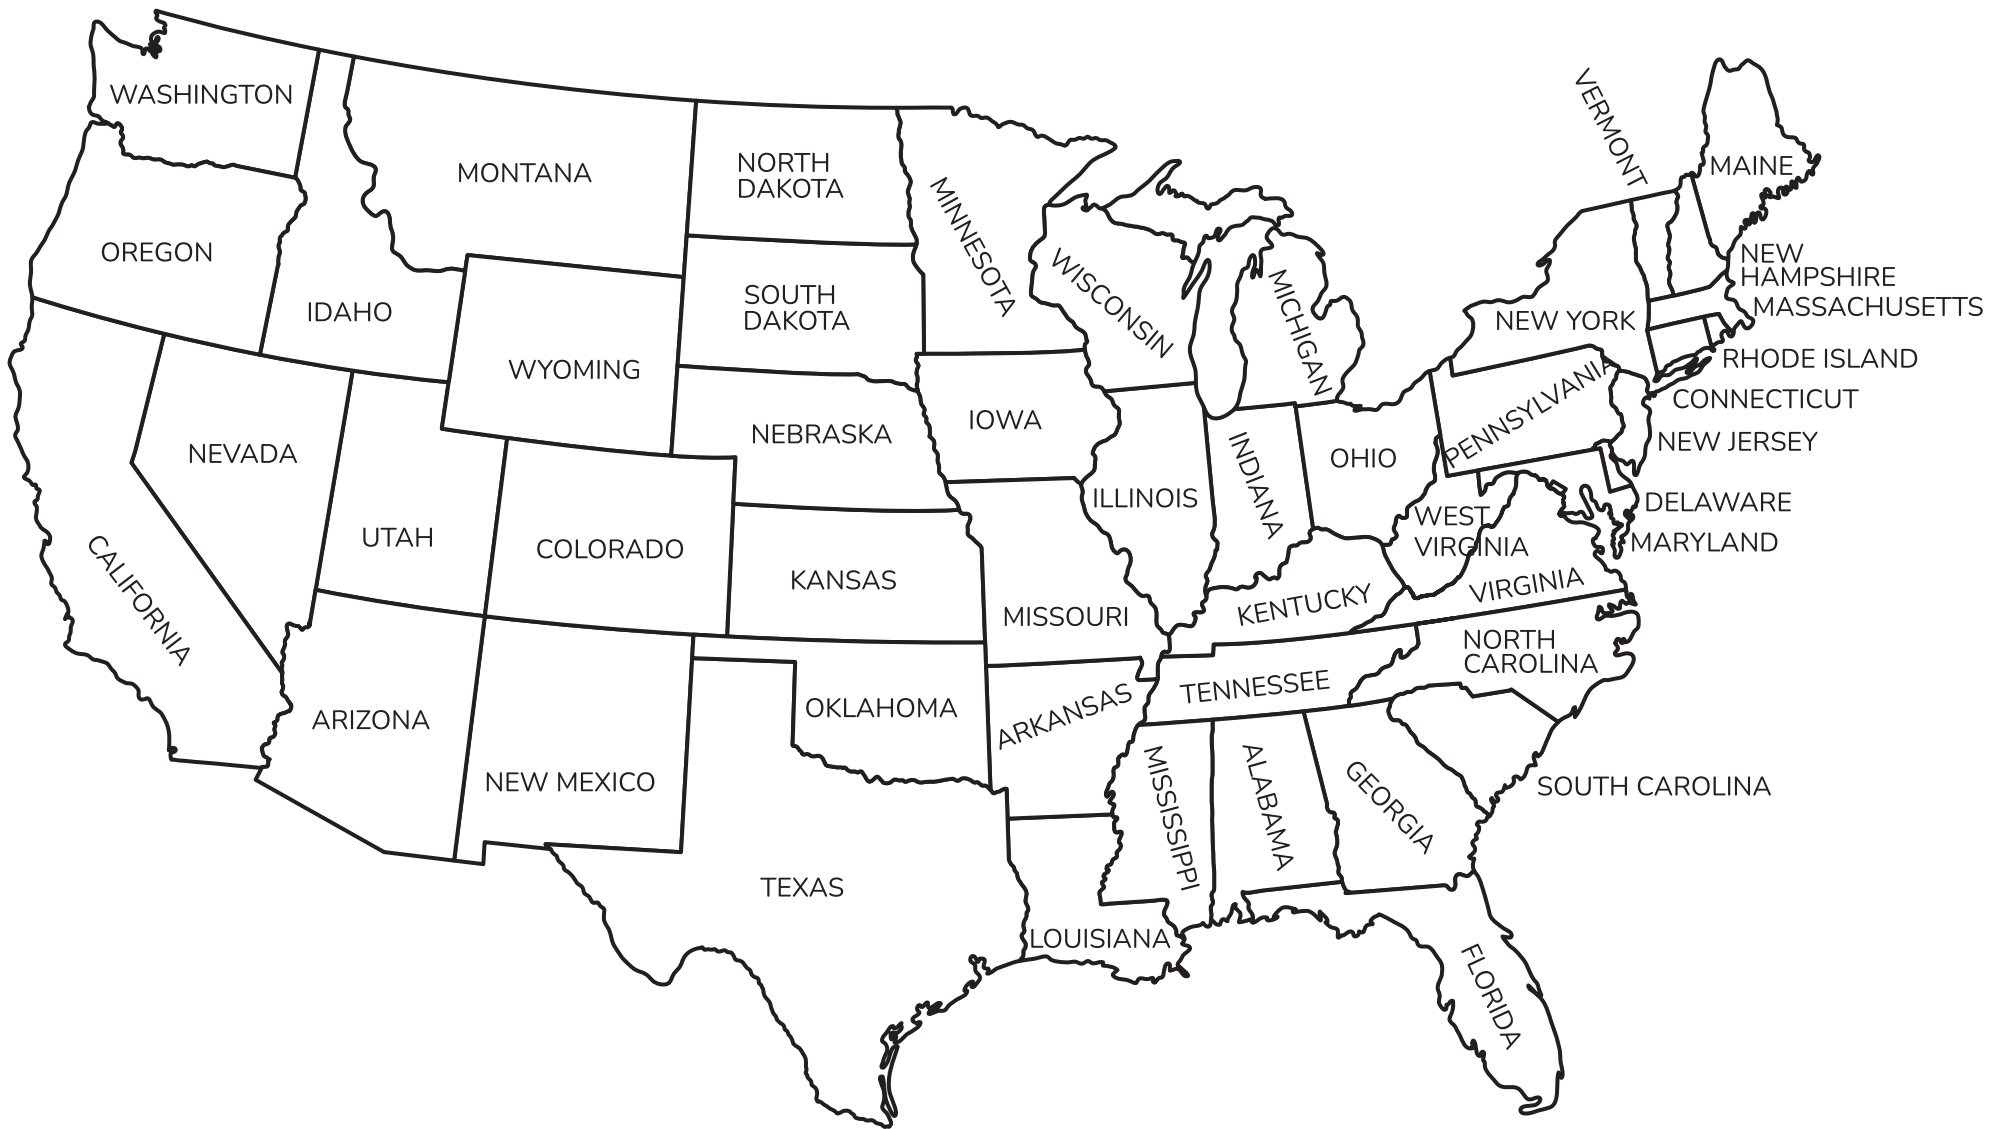 WASHINGTON
MONTANA
NORTH
DAKOTA
MINNESOTA
VERMONT
MAINE
OREGON
IDAHO
SOUTH
DAKOTA
WISCONSIN
MICHIGAN
NEW YORK
NEW
HAMPSHIRE
MASSACHUSETTS
WYOMING
RHODE ISLAND
CONNECTICUT
NEVADA
NEBRASKA
IOWA
ILLINOIS
INDIANA
OHIO
PENNSYLVANIA
NEW JERSEY
DELAWARE
MARYLAND
UTAH
COLORADO
KANSAS
MISSOURI
KENTUCKY
WEST
VIRGINIA
VIRGINIA
CALIFORNIA
ARIZONA
NEW MEXICO
OKLAHOMA
ARKANSAS
TENNESSEE
NORTH
CAROLINA
SOUTH CAROLINA
TEXAS
LOUISIANA
MISSISSIPPI
ALABAMA
GEORGIA
FLORIDA